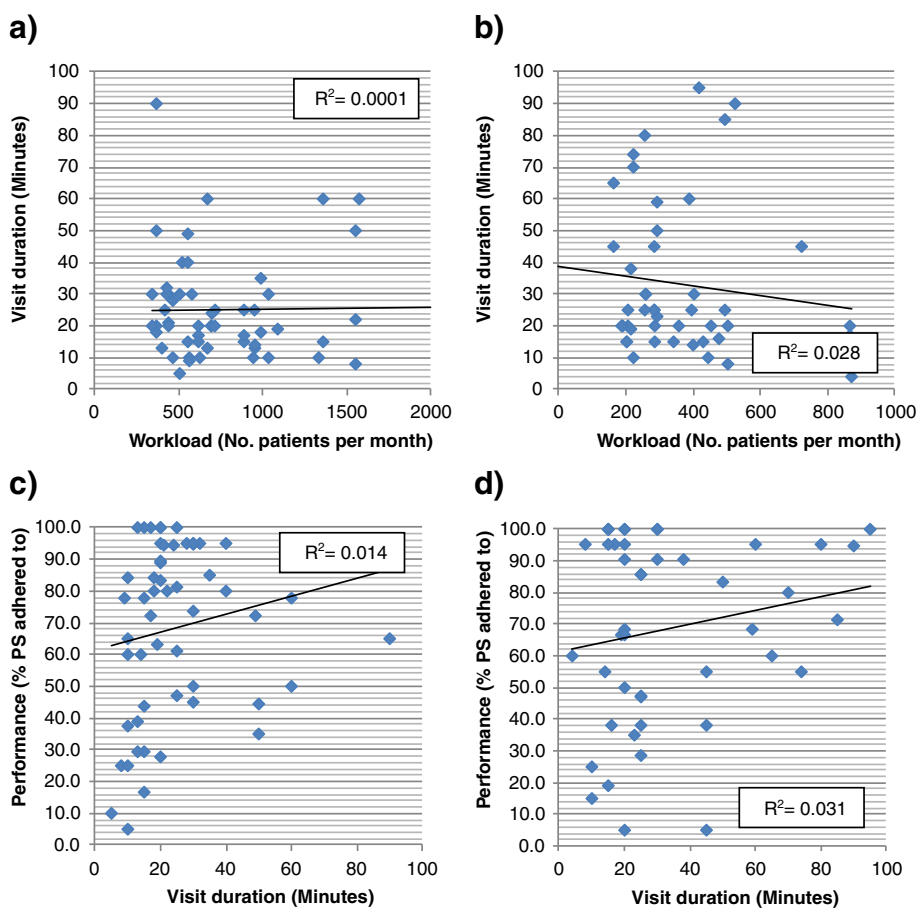 a)
100
90
80
70
60
50
40
30
20
10
0
Visit duration (Minutes)
R²= 0.0001
0 500 1000 1500 2000
Workload (No. patients per month)
b)
100
90
80
70
60
50
40
30
20
10
0
Visit duration (Minutes)
R²= 0.028
0 200 400 600 800 1000
Workload (No. patients per month)
c)
100.0
90.0
80.0
70.0
60.0
50.0
40.0
30.0
20.0
10.0
0.0
Performance (% PS adhered to)
R²= 0.014
0 20 40 60 80 100
Visit duration (Minutes)
d)
100.0
90.0
80.0
70.0
60.0
50.0
40.0
30.0
20.0
10.0
0.0
Performance (% PS adhered to)
R²= 0.031
0 20 40 60 80 100
Visit duration (Minutes)